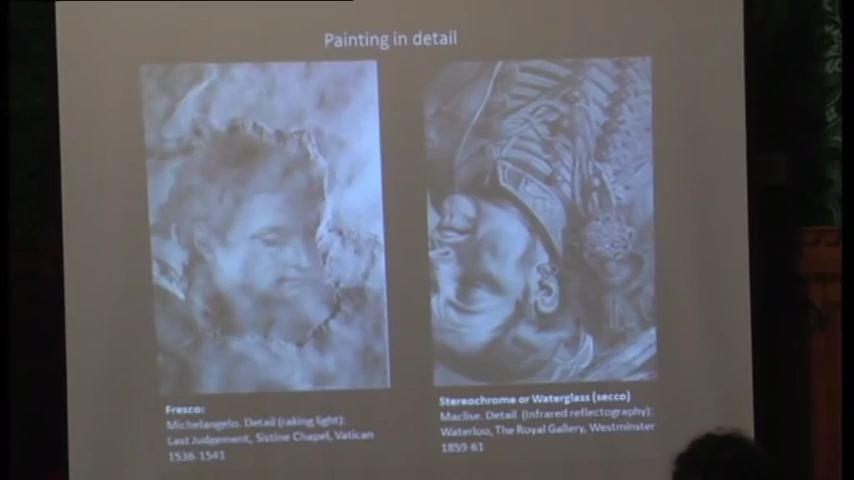 Painting in detail
Fresco:
Michelangelo. Detail (raking light):
Last Judgement, Sistine Chapel, Vatican
1536-1541
Stereochrome or Waterglass (secco)
Maclise. Detail (Infrared reflectography):
Waterloo, The Royal Gallery, Westminster
1859-61